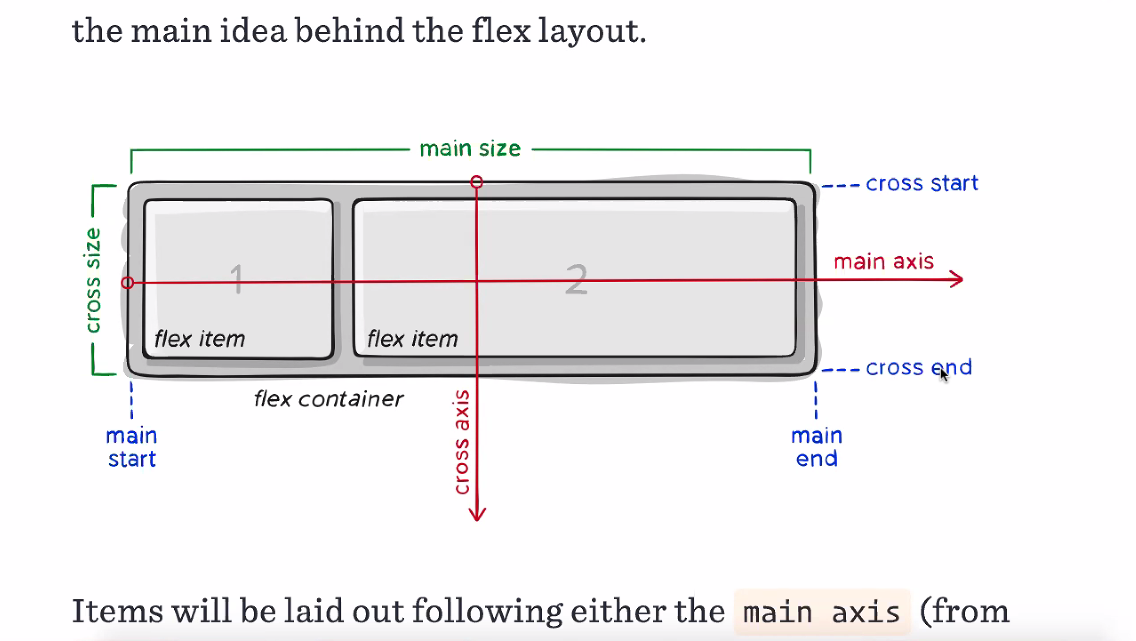 the main idea behind the flex layout.
main size
cross start
cross size
1
2
main axis
flex item
flex item
cross end
flex container
cross axis
main
start
main
end
Items will be laid out following either the main axis (from